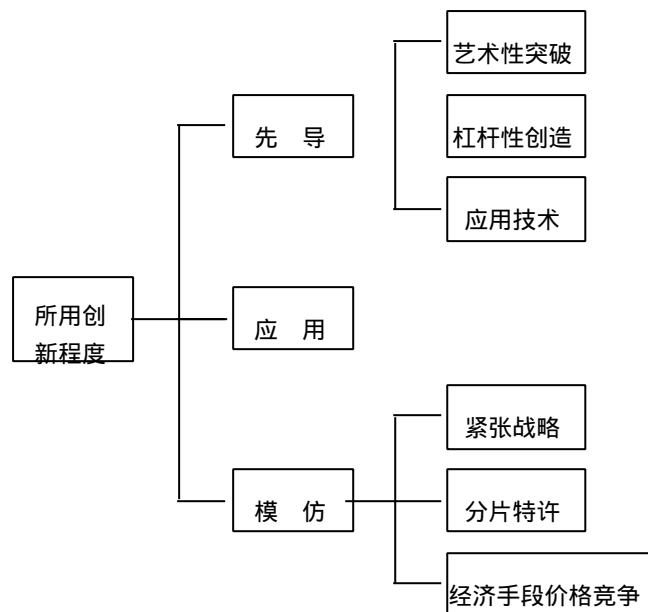 艺术性突破
先 导
杠杆性创造
应用技术
所用创
新程度
应 用
紧张战略
模 仿
分片特许
经济手段价格竞争